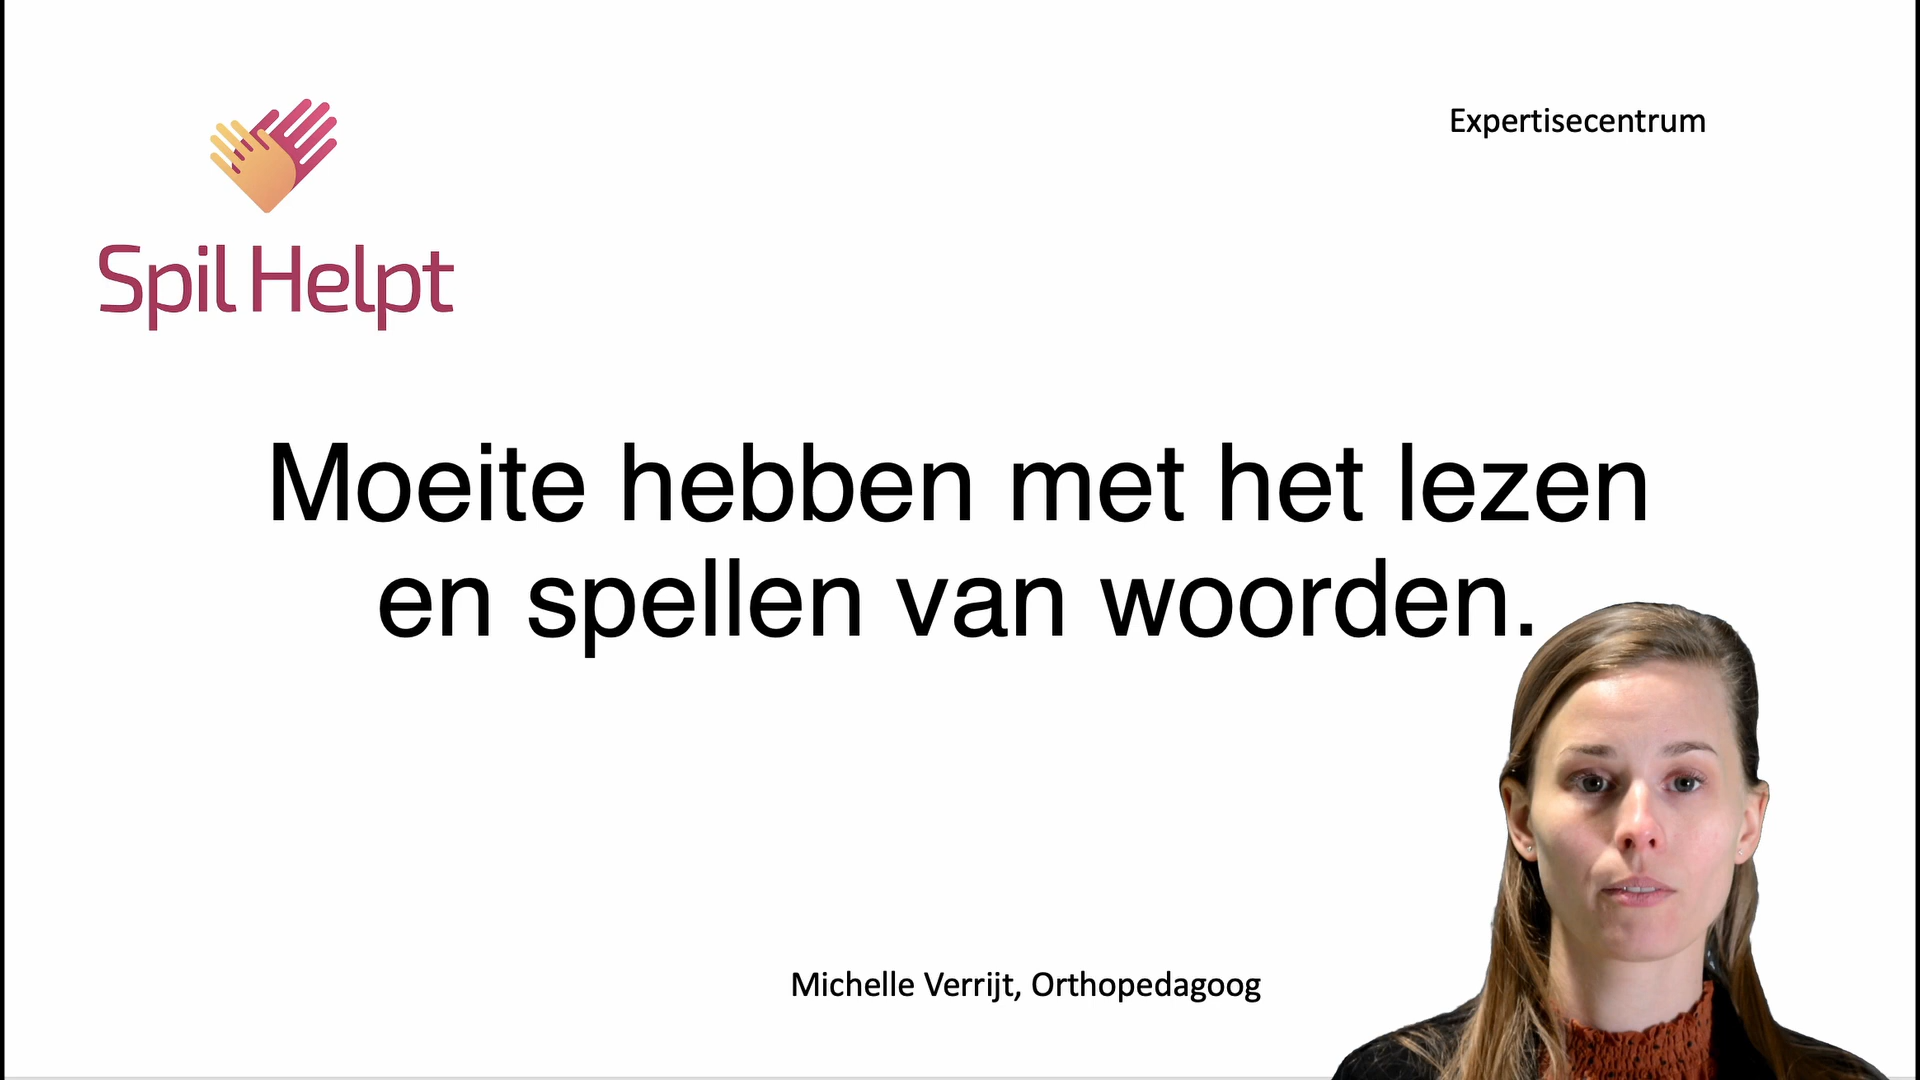 Expertisecentrum
Spil Helpt
Moeite hebben met het lezen
en spellen van woorden.
Michelle Verrijt, Orthopedagoog